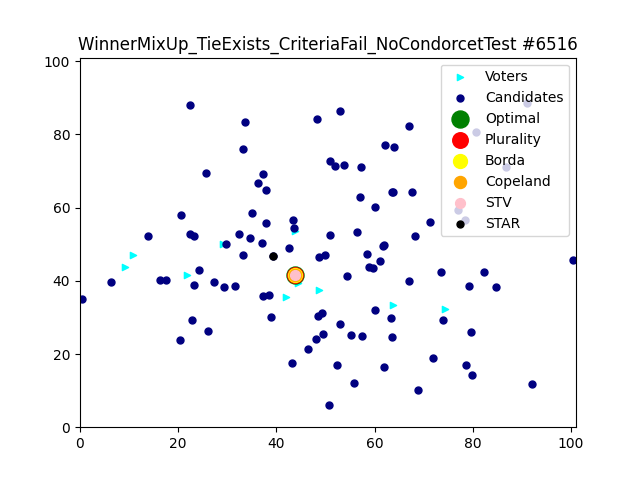 WinnerMixUp_TieExists_CriteriaFail_NoCondorcetTest #6516
100
80
60
40
20
0
0
20
40
60
80
100
Voters
Candidates
Optimal
Plurality
Borda
Copeland
STV
STAR